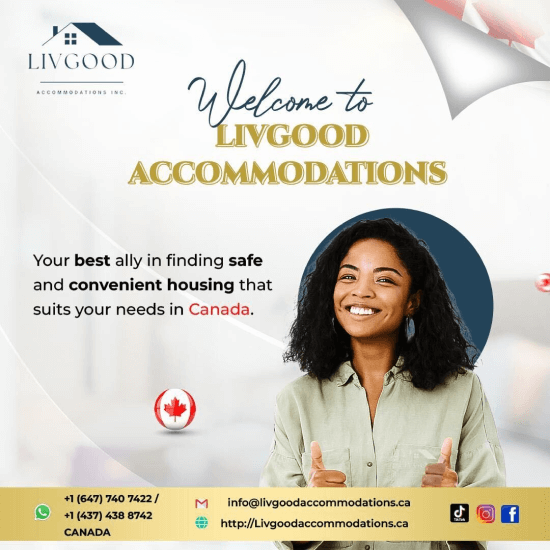 LIVGOOD
ACCOMMODATIONS INC.
Welcome to
LIVGOOD
ACCOMMODATIONS
Your best ally in finding safe
and convenient housing that
suits your needs in Canada.
+1 (647) 740 7422 /
+1 (437) 438 8742
CANADA
info@livgoodaccommodations.ca
http://Livgoodaccommodations.ca
TikTok